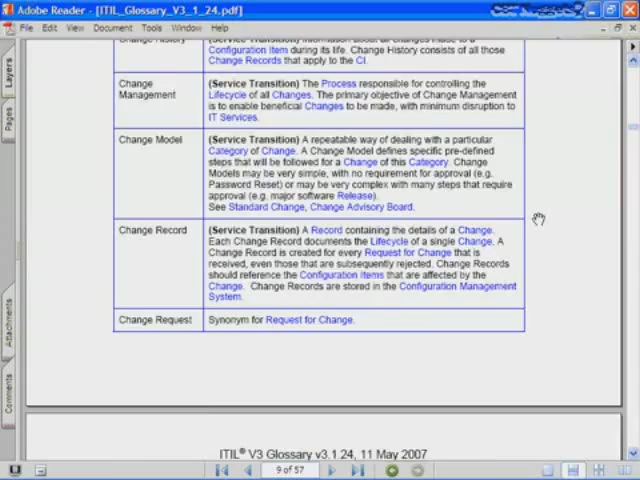 Adobe Reader - [ITIL_Glossary_V3_1_24.pdf]
File Edit View Document Tools Window Help
Layers
Pages
Attachments
Comments
Configuration Item during its life. Change History consists of all those
Change Records that apply to the CI.
Change
Management
(Service Transition) The Process responsible for controlling the
Lifecycle of all Changes. The primary objective of Change Management
is to enable beneficial Changes to be made, with minimum disruption to
IT Services.
Change Model
(Service Transition) A repeatable way of dealing with a particular
Category of Change. A Change Model defines specific pre-defined
steps that will be followed for a Change of this Category. Change
Models may be very simple, with no requirement for approval (e.g.
Password Reset) or may be very complex with many steps that require
approval (e.g. major software Release).
See Standard Change, Change Advisory Board.
Change Record
(Service Transition) A Record containing the details of a Change.
Each Change Record documents the Lifecycle of a single Change. A
Change Record is created for every Request for Change that is
received, even those that are subsequently rejected. Change Records
should reference the Configuration Items that are affected by the
Change. Change Records are stored in the Configuration Management
System.
Change Request
Synonym for Request for Change.
ITIL® V3 Glossary v3.1.24, 11 May 2007
9 of 57